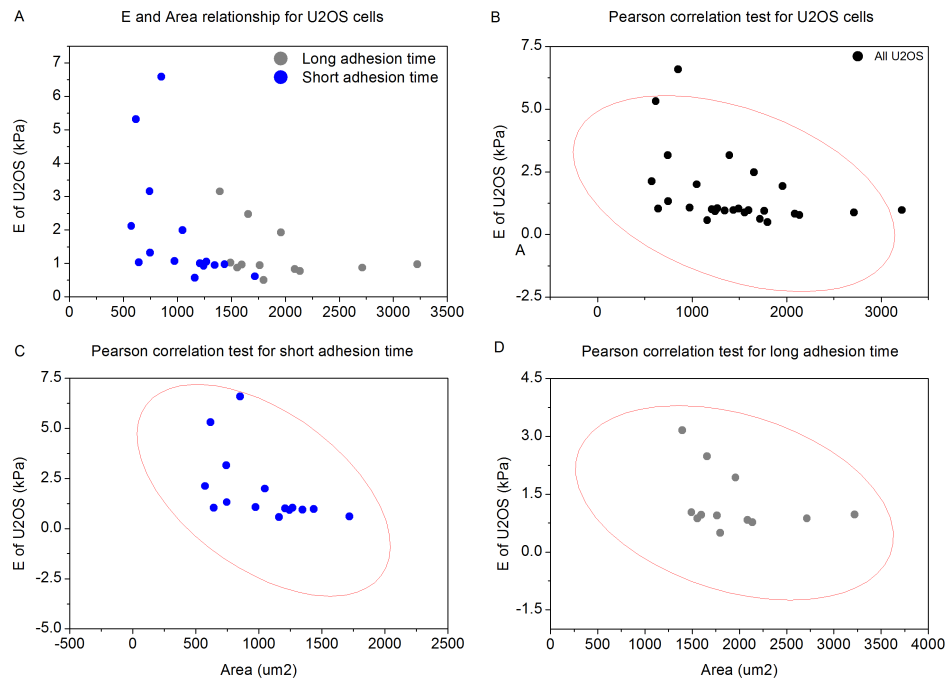 A
E and Area relationship for U2OS cells
Long adhesion time
Short adhesion time
E of U2OS (kPa)
7
6
5
4
3
2
1
0
0 500 1000 1500 2000 2500 3000 3500
B
Pearson correlation test for U2OS cells
All U2OS
E of U2OS (kPa)
7.5
5.0
2.5
0.0
-2.5
A
0 1000 2000 3000
C
Pearson correlation test for short adhesion time
E of U2OS (kPa)
7.5
5.0
2.5
0.0
-2.5
-5.0
-500 0 500 1000 1500 2000 2500
Area (um2)
D
Pearson correlation test for long adhesion time
E of U2OS (kPa)
4.5
3.0
1.5
0.0
-1.5
0 500 1000 1500 2000 2500 3000 3500 4000
Area (um2)